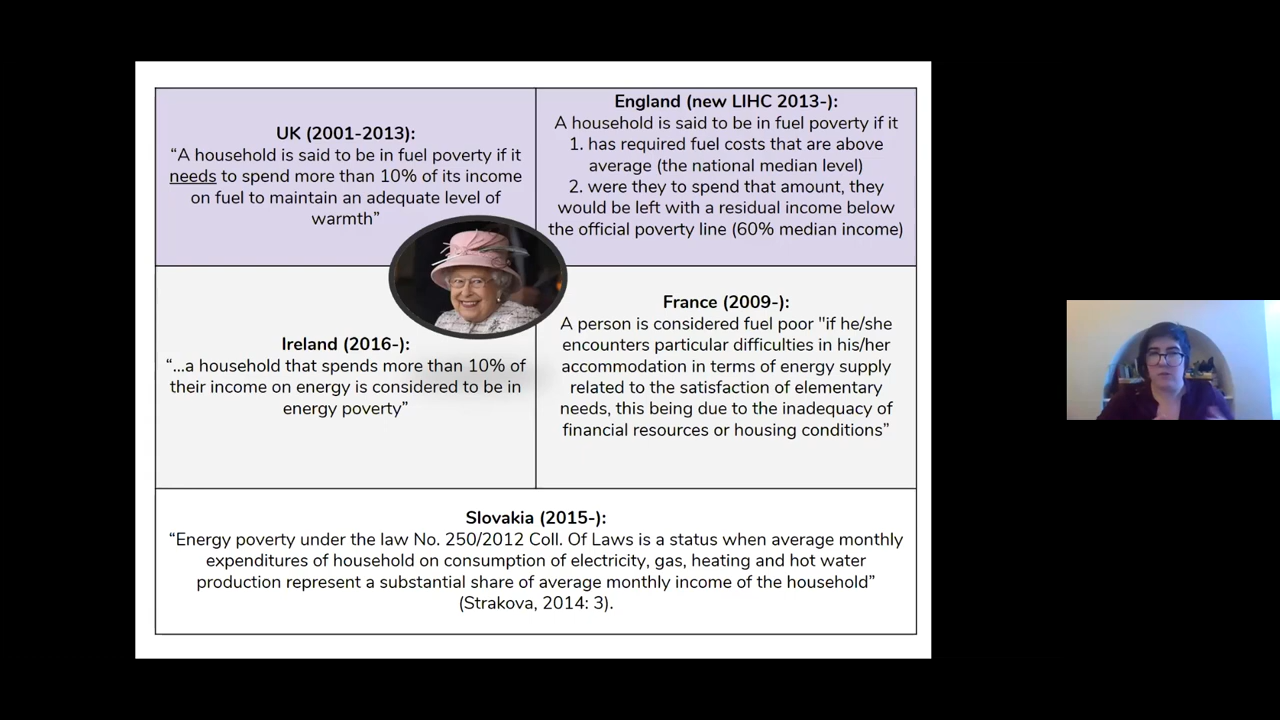 UK (2001-2013):
“A household is said to be in fuel poverty if it
needs to spend more than 10% of its income
on fuel to maintain an adequate level of
warmth”
England (new LIHC 2013-):
A household is said to be in fuel poverty if it
1. has required fuel costs that are above
average (the national median level)
2. were they to spend that amount, they
would be left with a residual income below
the official poverty line (60% median income)
Ireland (2016-):
“...a household that spends more than 10% of
their income on energy is considered to be in
energy poverty”
France (2009-):
A person is considered fuel poor "if he/she
encounters particular difficulties in his/her
accommodation in terms of energy supply
related to the satisfaction of elementary
needs, this being due to the inadequacy of
financial resources or housing conditions”
Slovakia (2015-):
“Energy poverty under the law No. 250/2012 Coll. Of Laws is a status when average monthly
expenditures of household on consumption of electricity, gas, heating and hot water
production represent a substantial share of average monthly income of the household”
(Strakova, 2014: 3).